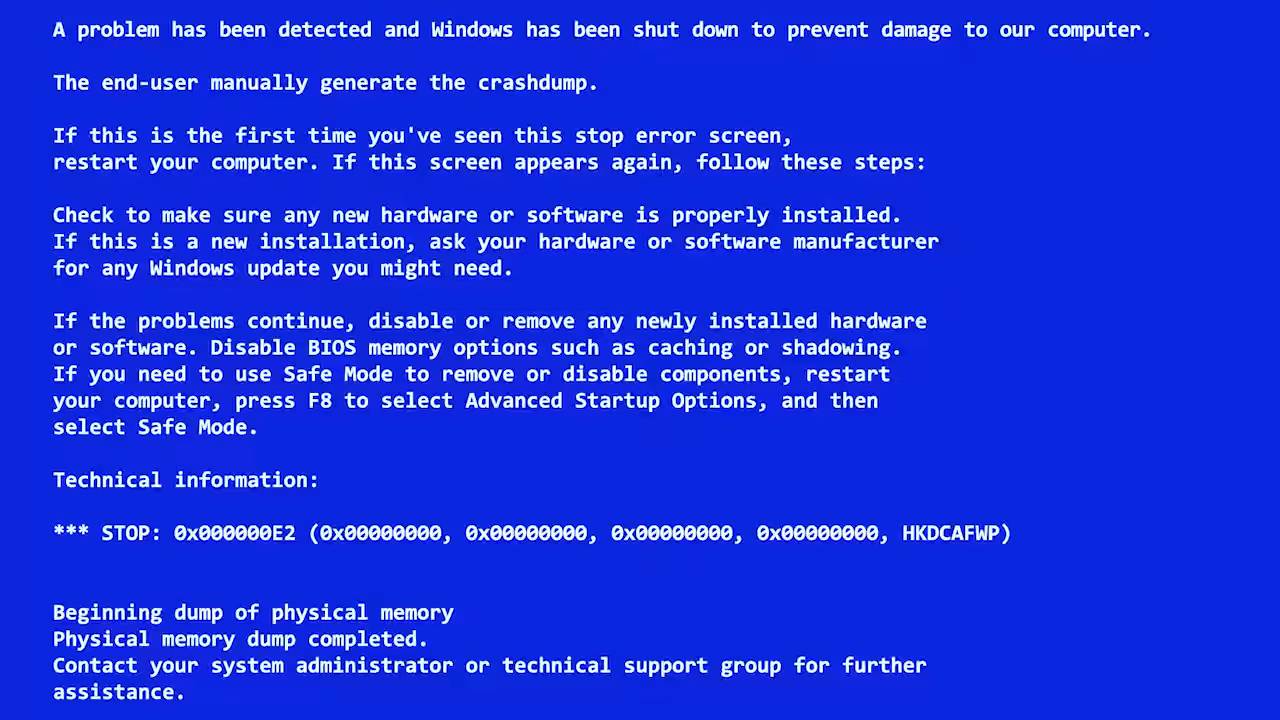 A problem has been detected and Windows has been shut down to prevent damage to our computer.
The end-user manually generate the crashdump.
If this is the first time you've seen this stop error screen,
restart your computer. If this screen appears again, follow these steps:
Check to make sure any new hardware or software is properly installed.
If this is a new installation, ask your hardware or software manufacturer
for any Windows update you might need.
If the problems continue, disable or remove any newly installed hardware
or software. Disable BIOS memory options such as caching or shadowing.
If you need to use Safe Mode to remove or disable components, restart
your computer, press F8 to select Advanced Startup Options, and then
select Safe Mode.
Technical information:
*** STOP: 0x000000E2 (0x00000000, 0x00000000, 0x00000000, 0x00000000, HKDCAFWP)
Beginning dump of physical memory
Physical memory dump completed.
Contact your system administrator or technical support group for further
assistance.